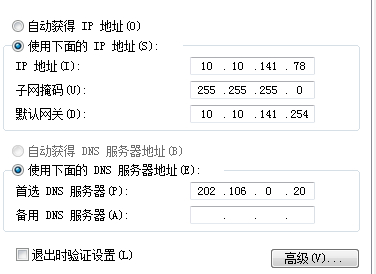 自动获得 IP 地址(O)
使用下面的 IP 地址(S):
IP 地址(I): 10 . 10 .141 . 78
子网掩码(U): 255 .255 .255 . 0
默认网关(D): 10 . 10 .141 .254
自动获得 DNS 服务器地址(B)
使用下面的 DNS 服务器地址(E):
首选 DNS 服务器(P): 202 .106 . 0 . 20
备用 DNS 服务器(A): . . .
退出时验证设置(L)
高级(V)...